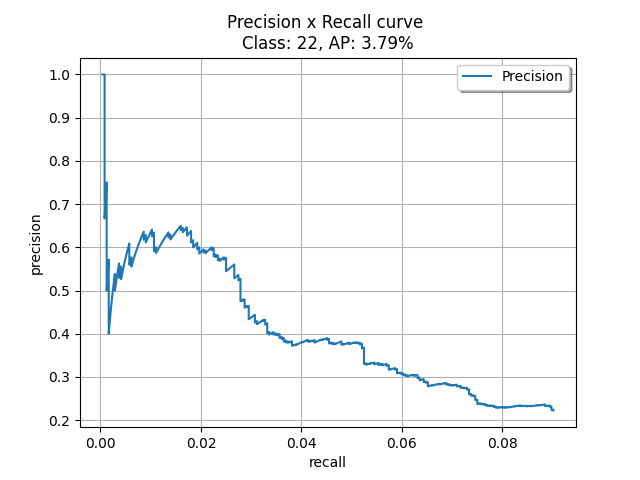 Precision x Recall curve
Class: 22, AP: 3.79%
Precision
1.0
0.9
0.8
0.7
0.6
0.5
0.4
0.3
0.2
precision
0.00 0.02 0.04 0.06 0.08
recall